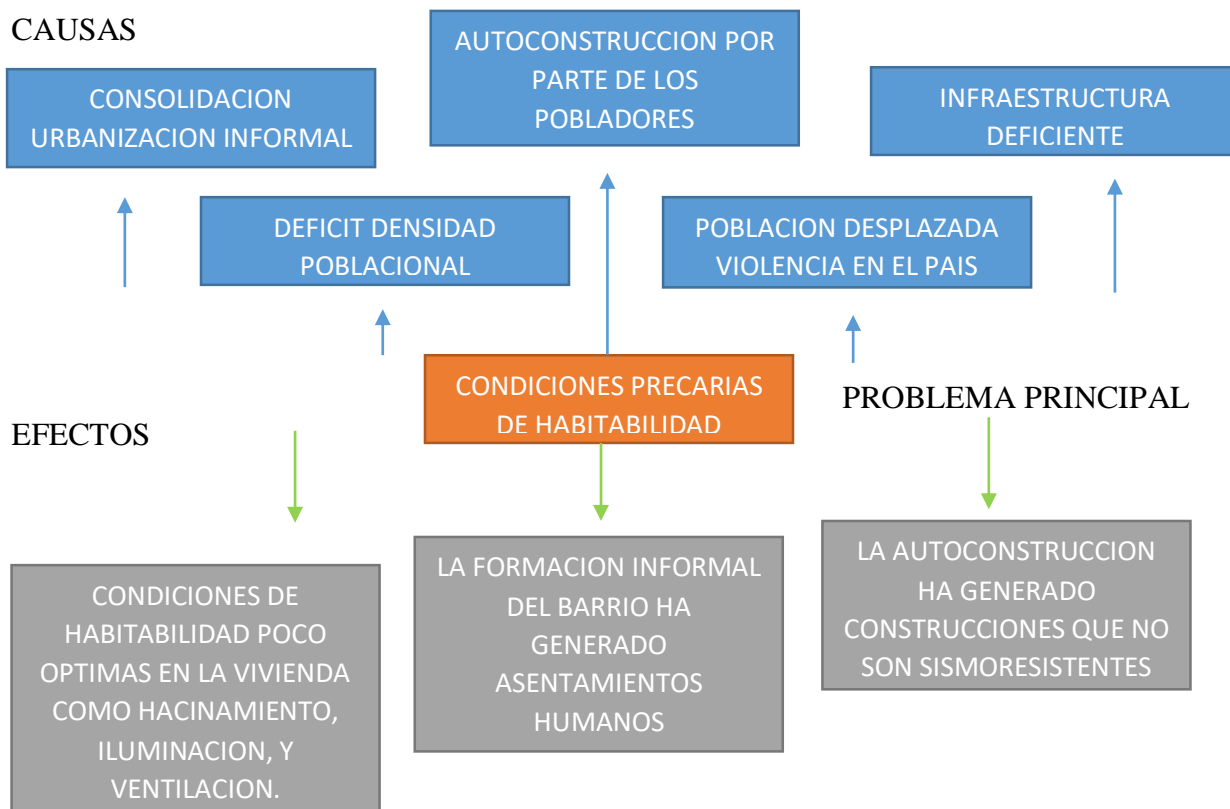 CAUSAS
CONSOLIDACION
URBANIZACION INFORMAL
AUTOCONSTRUCCION POR
PARTE DE LOS
POBLADORES
INFRAESTRUCTURA
DEFICIENTE
DEFICIT DENSIDAD
POBLACIONAL
POBLACION DESPLAZADA
VIOLENCIA EN EL PAIS
CONDICIONES PRECARIAS
DE HABITABILIDAD
PROBLEMA PRINCIPAL
EFECTOS
CONDICIONES DE
HABITABILIDAD POCO
OPTIMAS EN LA VIVIENDA
COMO HACINAMIENTO,
ILUMINACION, Y
VENTILACION.
LA FORMACION INFORMAL
DEL BARRIO HA
GENERADO
ASENTAMIENTOS
HUMANOS
LA AUTOCONSTRUCCION
HA GENERADO
CONSTRUCCIONES QUE NO
SON SISMORESISTENTES